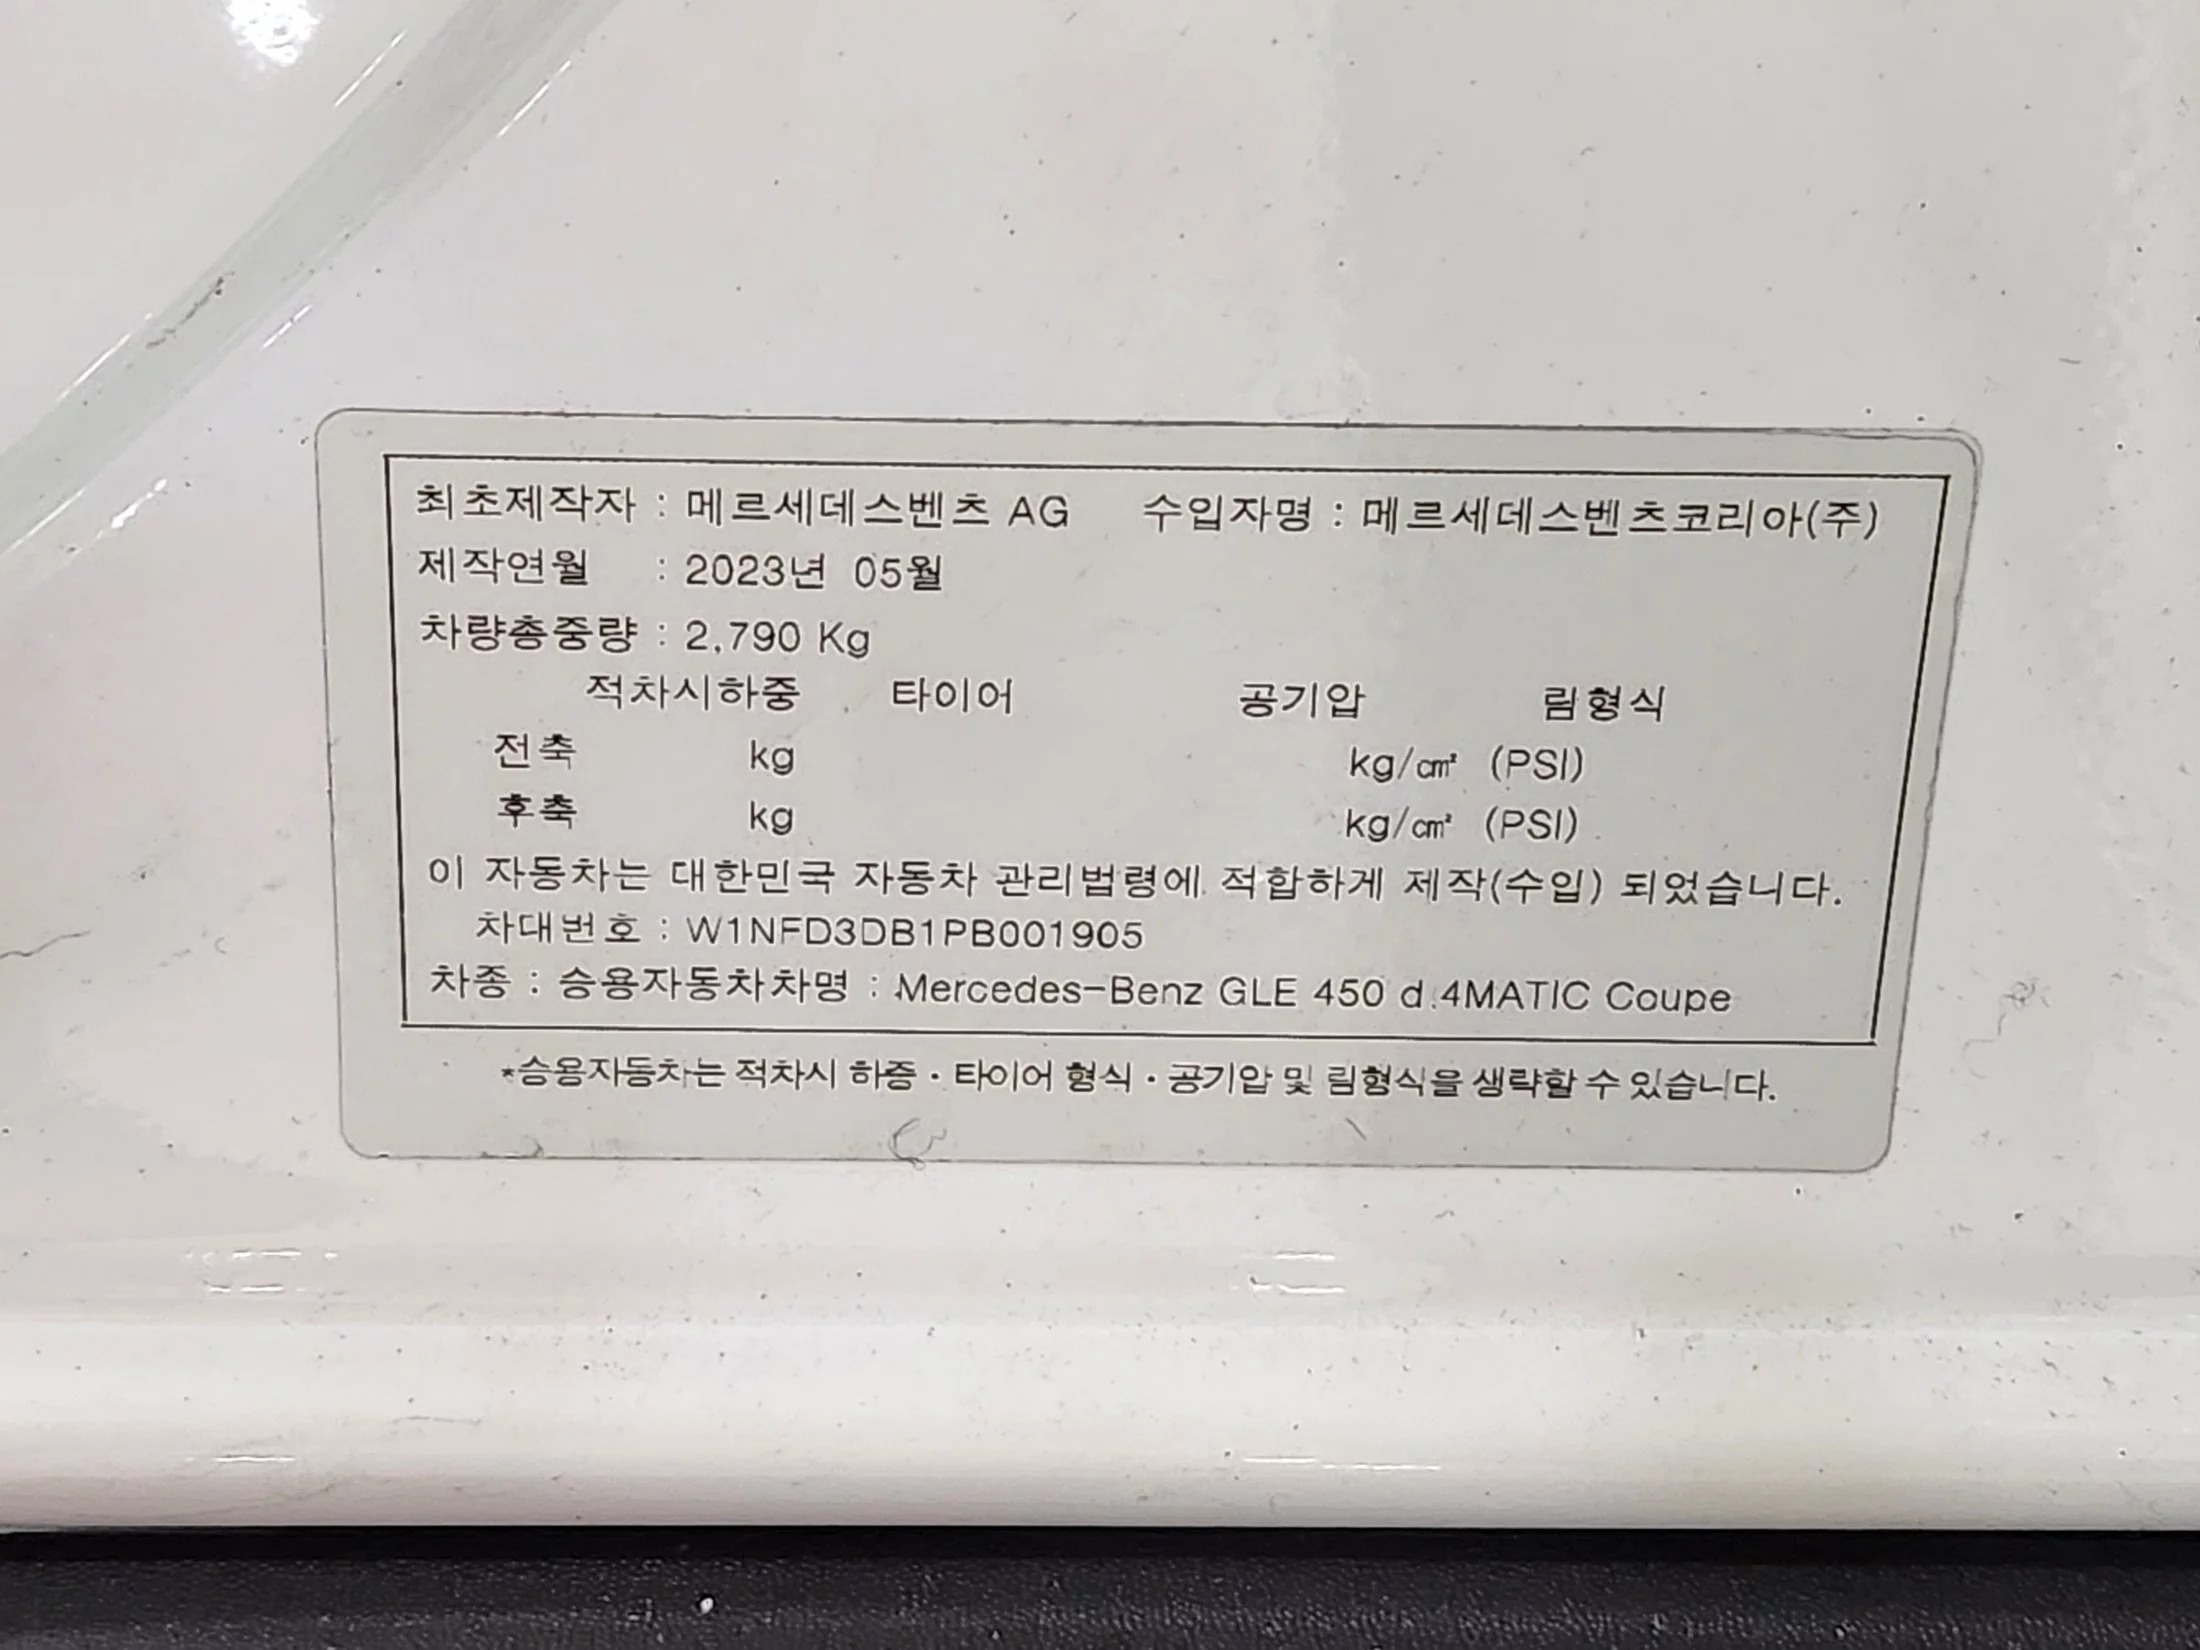 최초제작자 : 메르세데스벤츠 AG 수입자명 : 메르세데스벤츠코리아(주)
제작연월 : 2023년 05월
차량총중량 : 2,790 Kg
적차시하중 타이어 공기압 림형식
전축 kg kg/㎠ (PSI)
후축 kg kg/㎠ (PSI)
이 자동차는 대한민국 자동차 관리법령에 적합하게 제작(수입) 되었습니다.
차대번호 : W1NFD3DB1PB001905
차종 : 승용자동차차명 : Mercedes-Benz GLE 450 d 4MATIC Coupe
*승용자동차는 적차시 하중 · 타이어 형식 · 공기압 및 림형식을 생략할 수 있습니다.